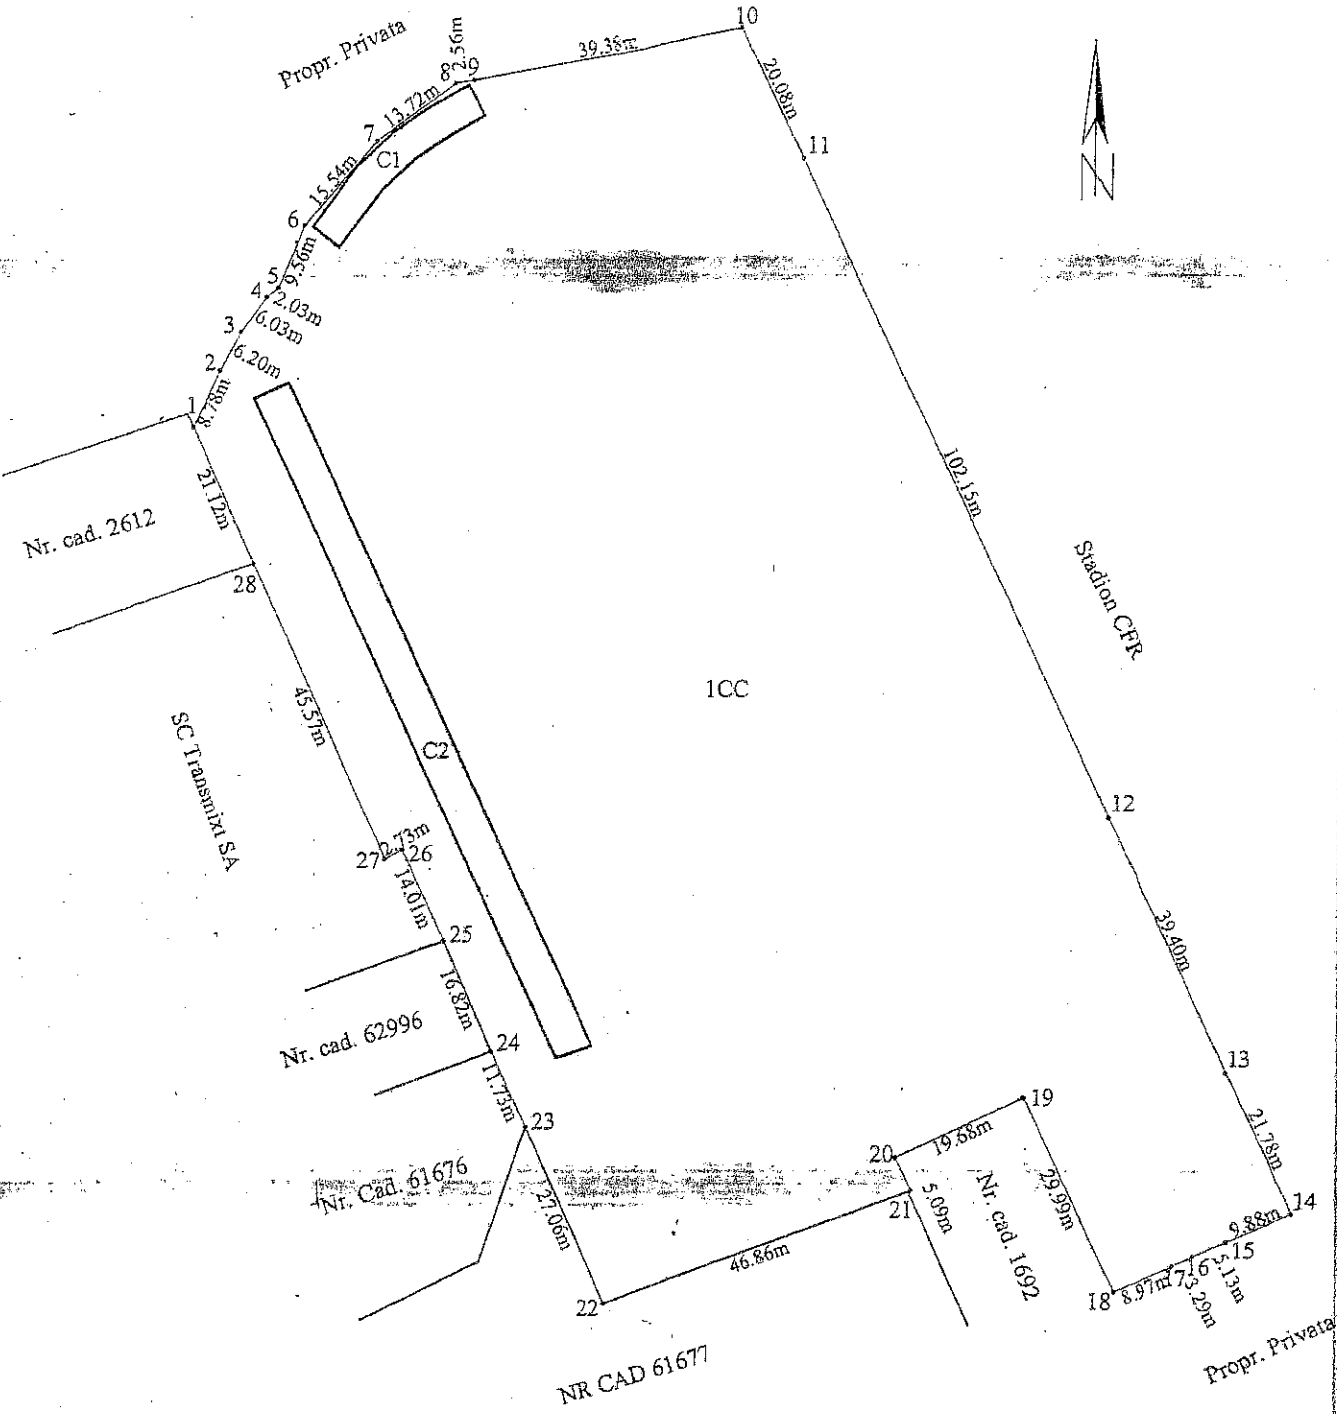 10
Propr. Privata
2.56m
8
9
39.38m
20.08m
13.72m
7
11
C1
15.54m
6
9.56m
5
4
2.03m
3
6.03m
N
2
6.20m
8.78m
1
21.12m
102.15m
Nr. cad. 2612
28
Stadion CFR
45.57m
1CC
SC Transmixt SA
C2
12
2.73m
27
26
14.01m
25
39.40m
16.82m
Nr. cad. 62996
24
11.73m
13
23
19
20
19.68m
21.78m
Nr. Cad. 61676
27.06m
5.09m
21
29.99m
Nr. cad. 1692
14
9.88m
15
46.86m
5.13m
16
17
3.29m
8.97m
18
22
Propr. Privata
NR CAD 61677